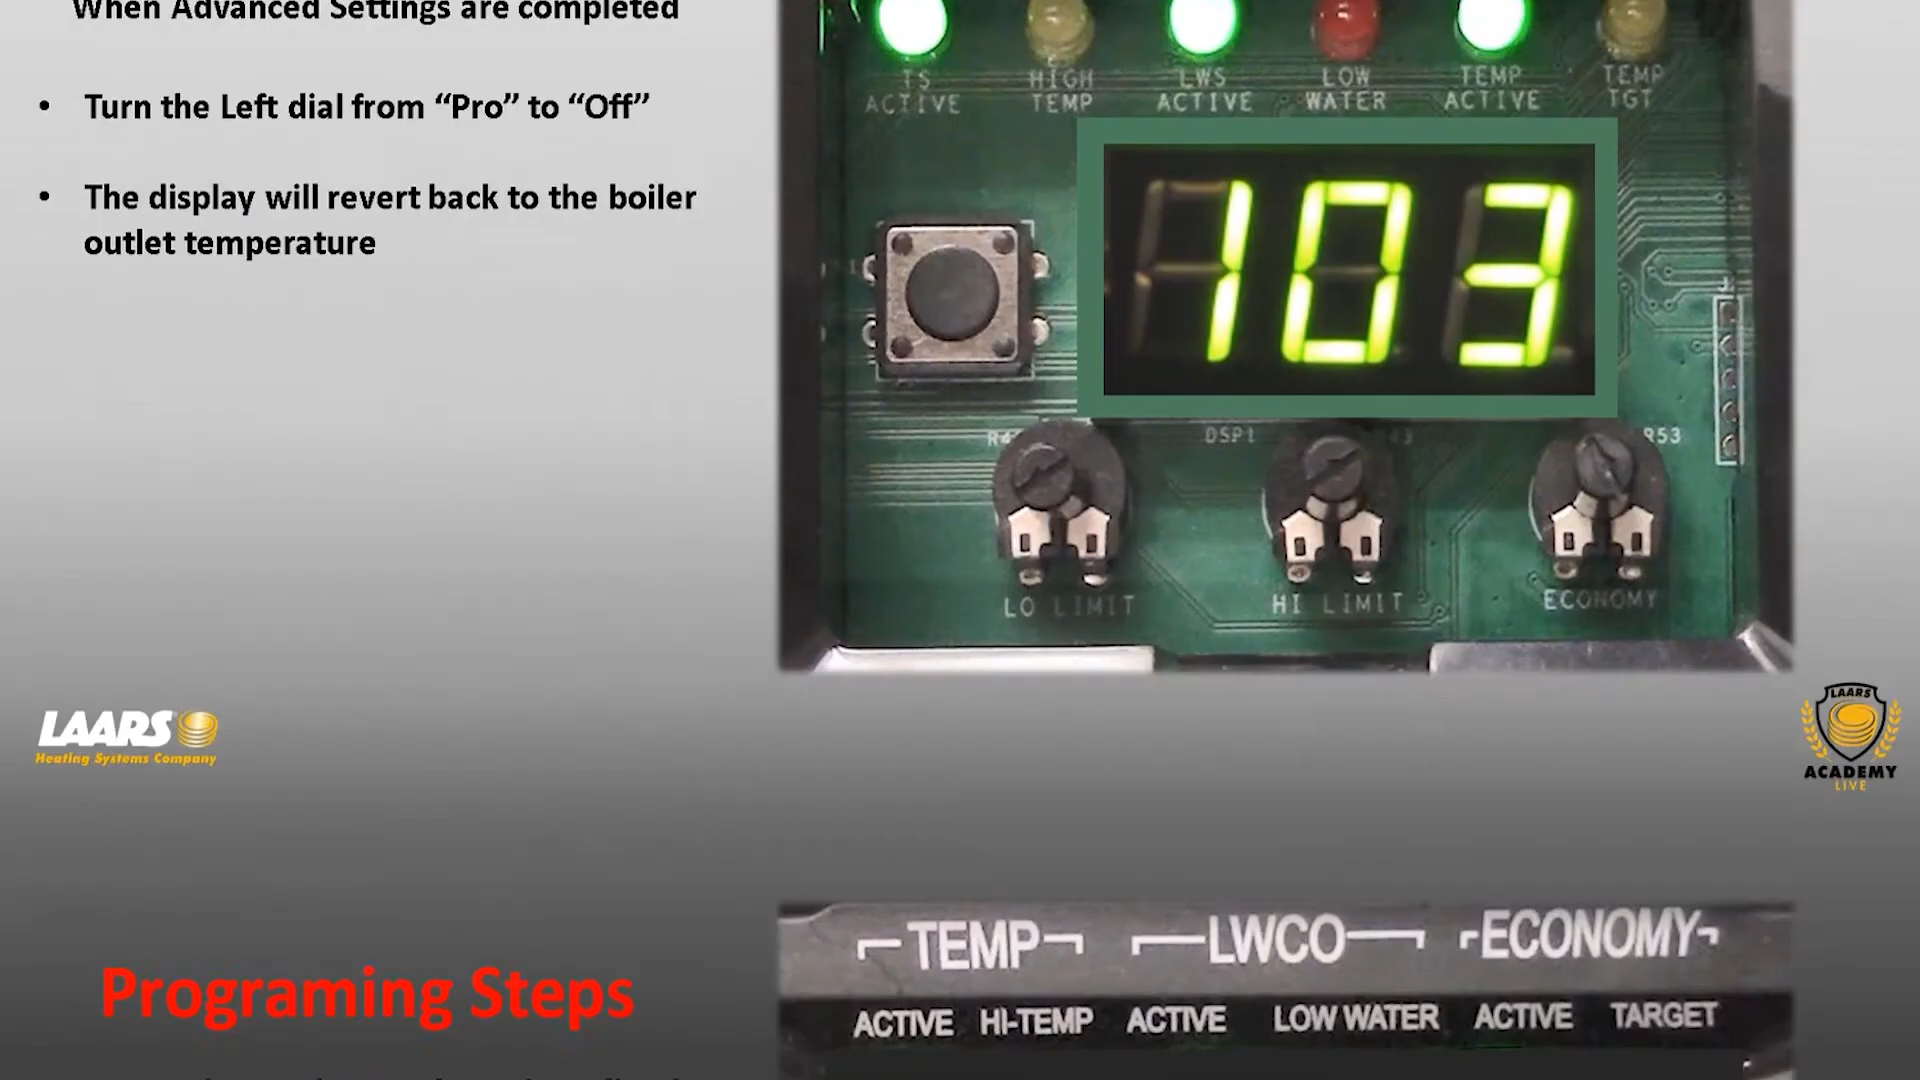 When Advanced Settings are completed
• Turn the Left dial from “Pro” to “Off”
• The display will revert back to the boiler
outlet temperature
TS ACTIVE
HIGH TEMP
LWS ACTIVE
LOW WATER
TEMP ACTIVE
TEMP TGT
103
DSP1
R53
LO LIMIT
HI LIMIT
ECONOMY
LAARS
Heating Systems Company
LAARS
ACADEMY
LIVE
Programing Steps
TEMP
LWCO
ECONOMY
ACTIVE HI-TEMP ACTIVE LOW WATER ACTIVE TARGET